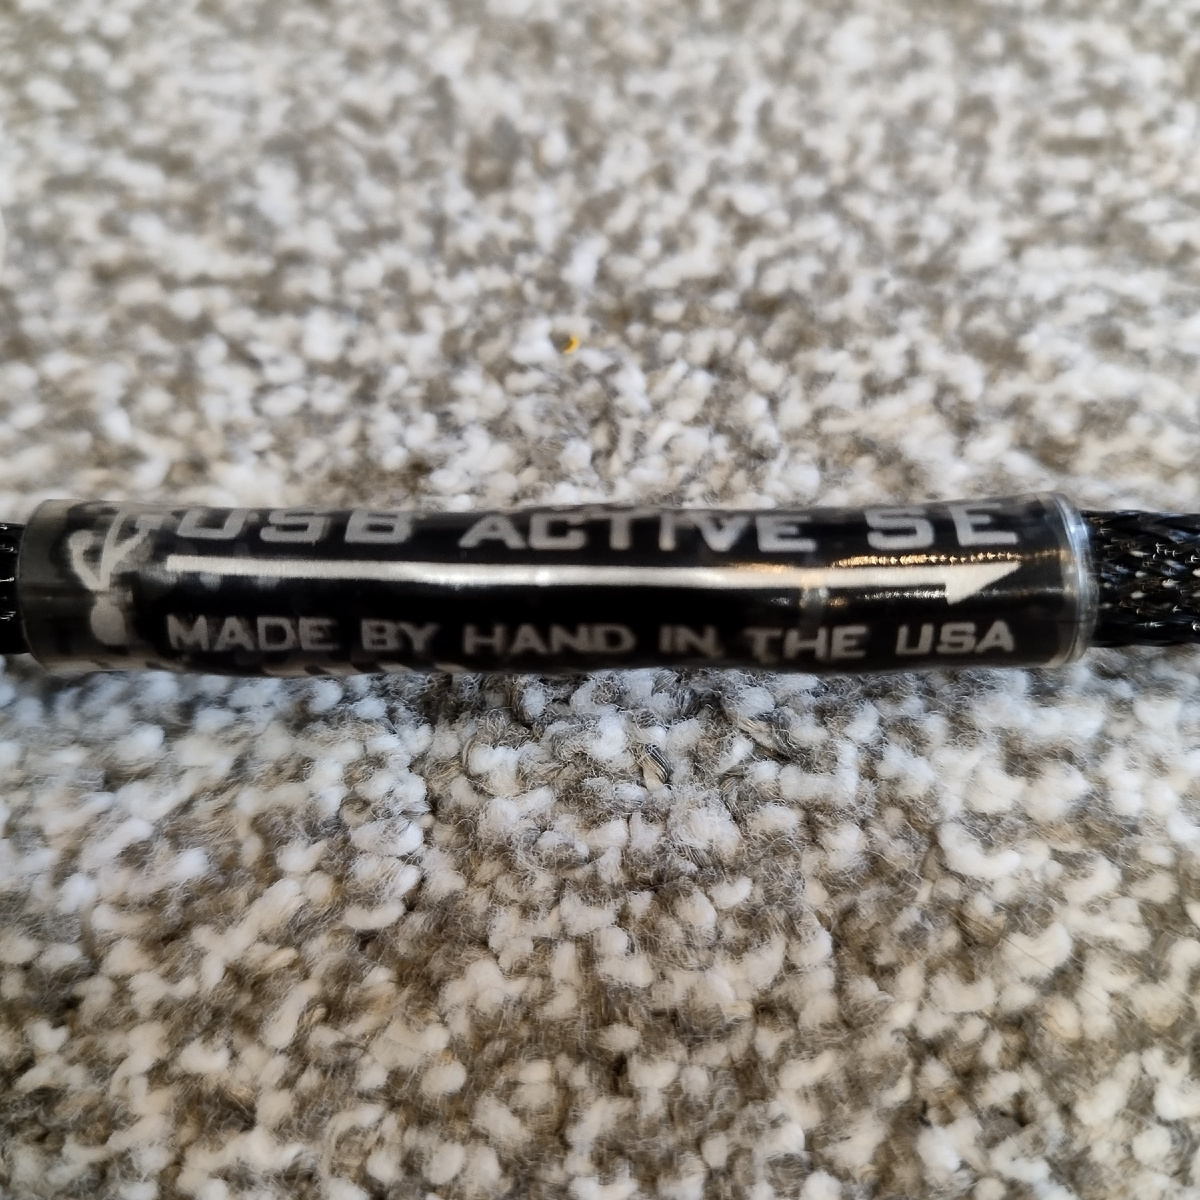 USB ACTIVE SE
MADE BY HAND IN THE USA